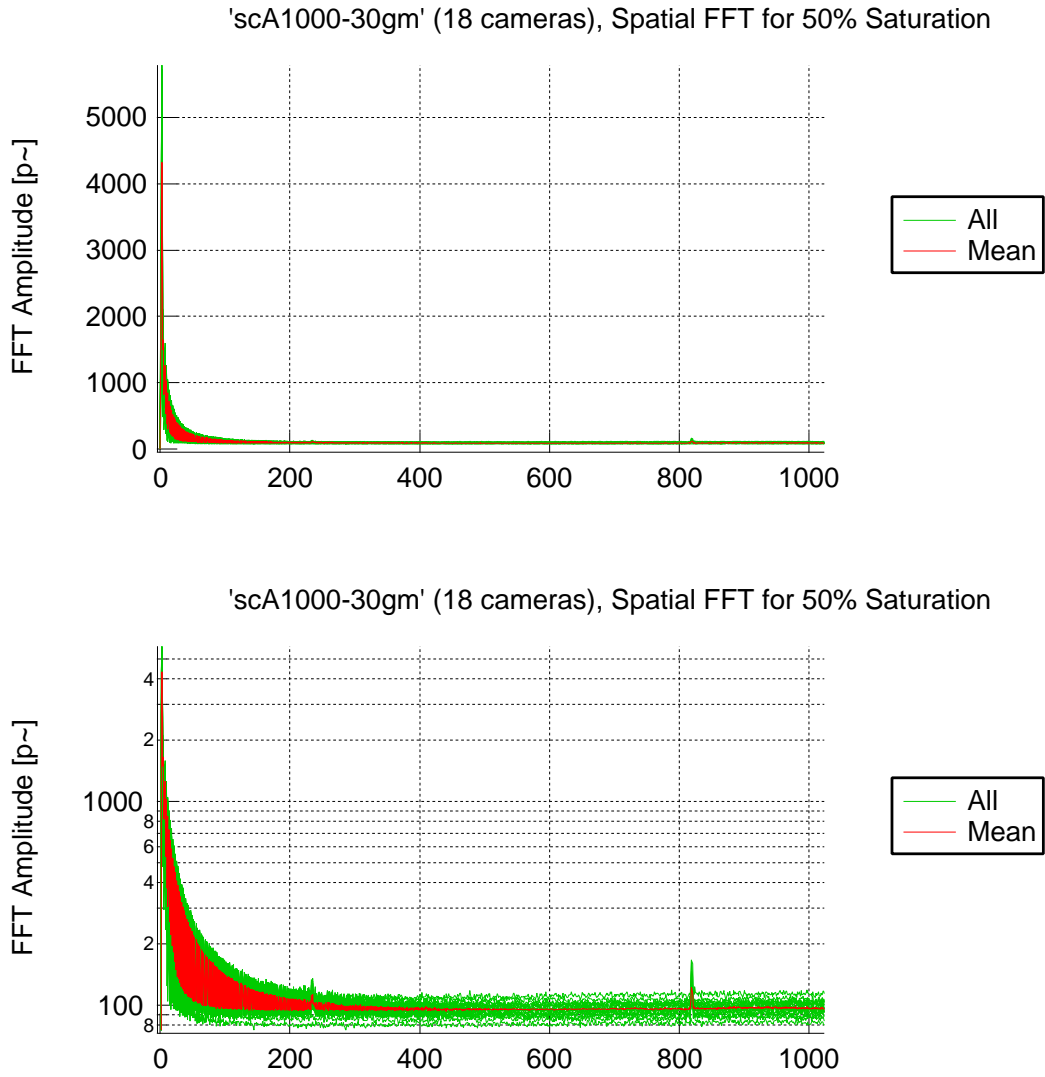 'scA1000-30gm' (18 cameras), Spatial FFT for 50% Saturation
FFT Amplitude [p~]
5000
4000
3000
2000
1000
0
0 200 400 600 800 1000
All
Mean
'scA1000-30gm' (18 cameras), Spatial FFT for 50% Saturation
FFT Amplitude [p~]
4
2
1000
8
6
4
2
100
8
0 200 400 600 800 1000
All
Mean